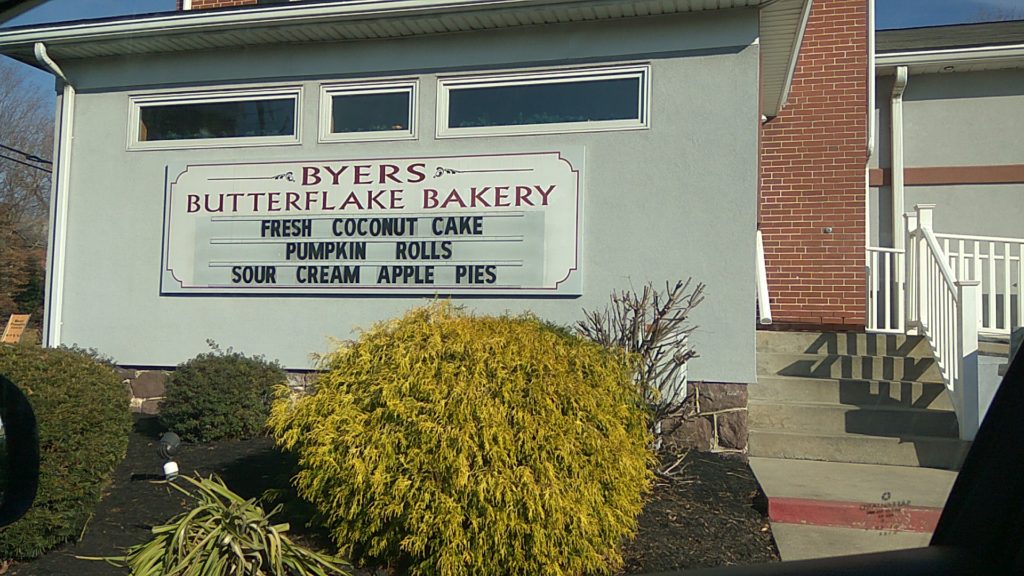 BYERS
BUTTERFLAKE BAKERY
FRESH COCONUT CAKE
PUMPKIN ROLLS
SOUR CREAM APPLE PIES